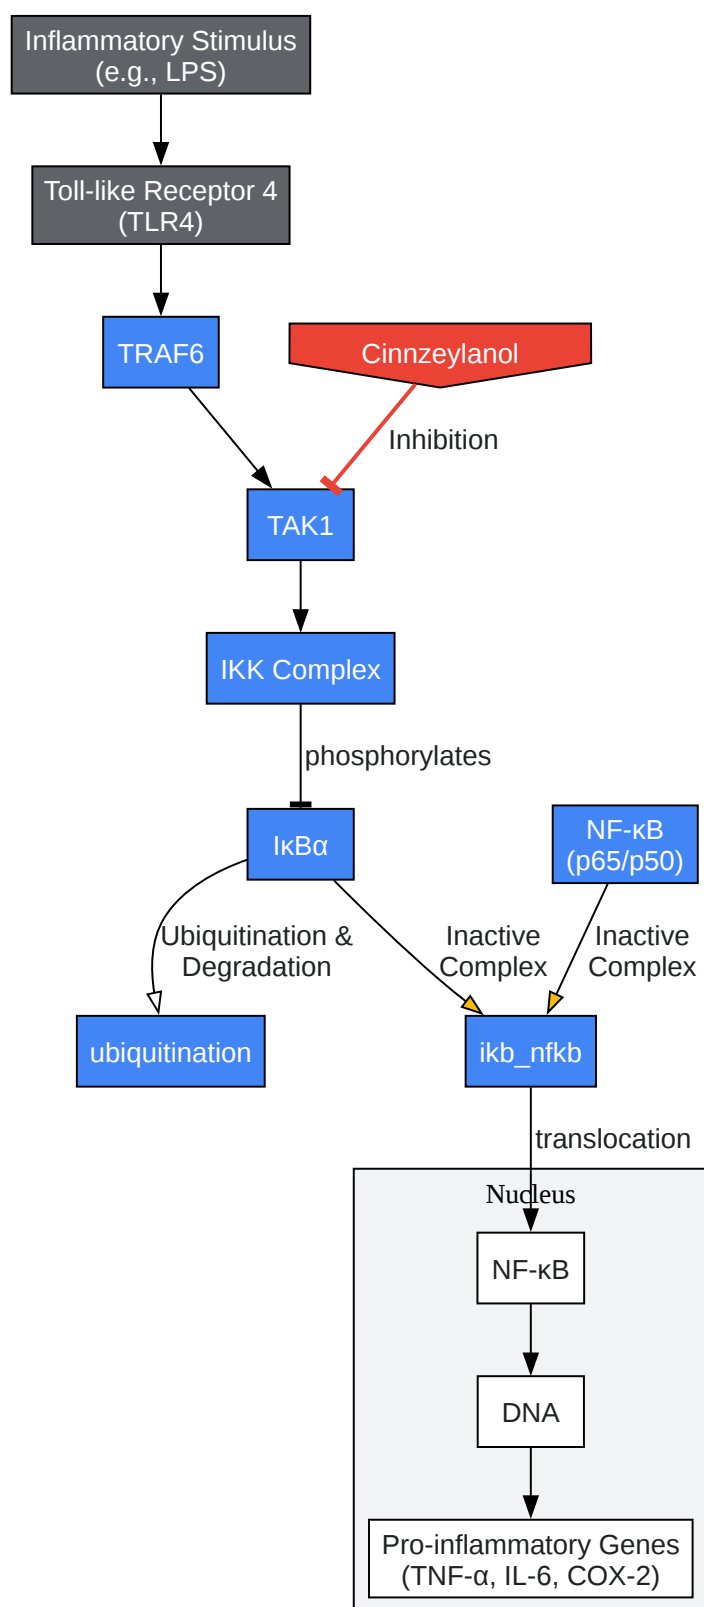 Inflammatory Stimulus
(e.g., LPS)
Toll-like Receptor 4
(TLR4)
TRAF6
Cinnzeylanol
Inhibition
TAK1
IKK Complex
phosphorylates
IκBα
NF-κB
(p65/p50)
Ubiquitination &
Degradation
Inactive
Complex
Inactive
Complex
ubiquitination
ikb_nfkb
translocation
Nucleus
NF-κB
DNA
Pro-inflammatory Genes
(TNF-α, IL-6, COX-2)